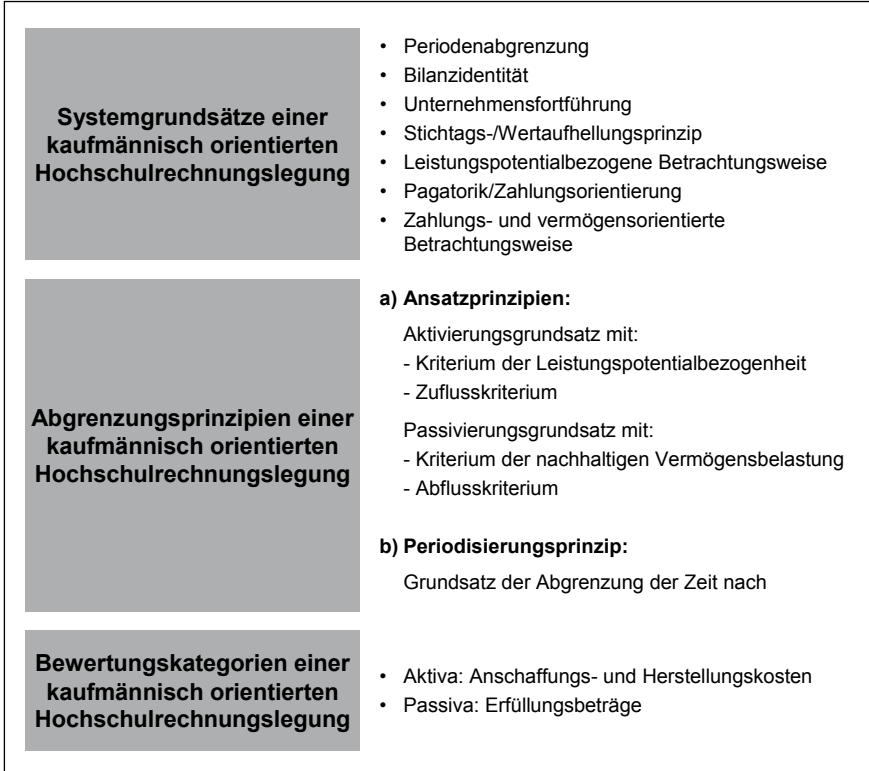 Systemgrundsätze einer
kaufmännisch orientierten
Hochschulrechnungslegung
• Periodenabgrenzung
• Bilanzidentität
• Unternehmensfortführung
• Stichtags-/Wertaufhellungsprinzip
• Leistungspotentialbezogene Betrachtungsweise
• Pagatorik/Zahlungsorientierung
• Zahlungs- und vermögensorientierte
Betrachtungsweise
Abgrenzungsprinzipien einer
kaufmännisch orientierten
Hochschulrechnungslegung
a) Ansatzprinzipien:
Aktivierungsgrundsatz mit:
- Kriterium der Leistungspotentialbezogenheit
- Zuflusskriterium
Passivierungsgrundsatz mit:
- Kriterium der nachhaltigen Vermögensbelastung
- Abflusskriterium
b) Periodisierungsprinzip:
Grundsatz der Abgrenzung der Zeit nach
Bewertungskategorien einer
kaufmännisch orientierten
Hochschulrechnungslegung
• Aktiva: Anschaffungs- und Herstellungskosten
• Passiva: Erfüllungsbeträge